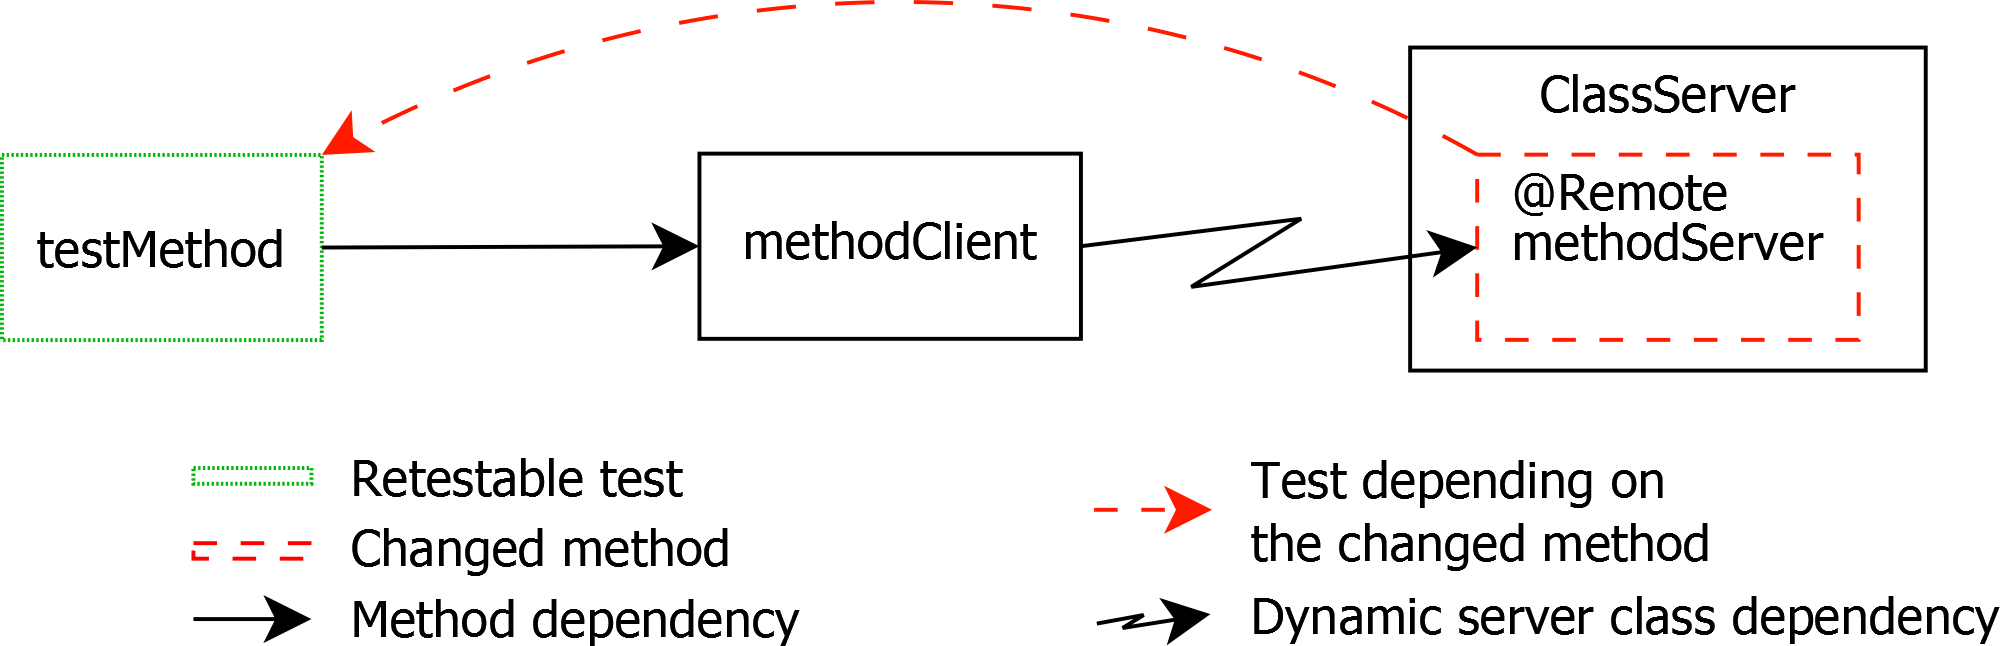 ClassServer
testMethod
methodClient
@Remote
methodServer
Retestable test
Changed method
Method dependency
Test depending on
the changed method
Dynamic server class dependency